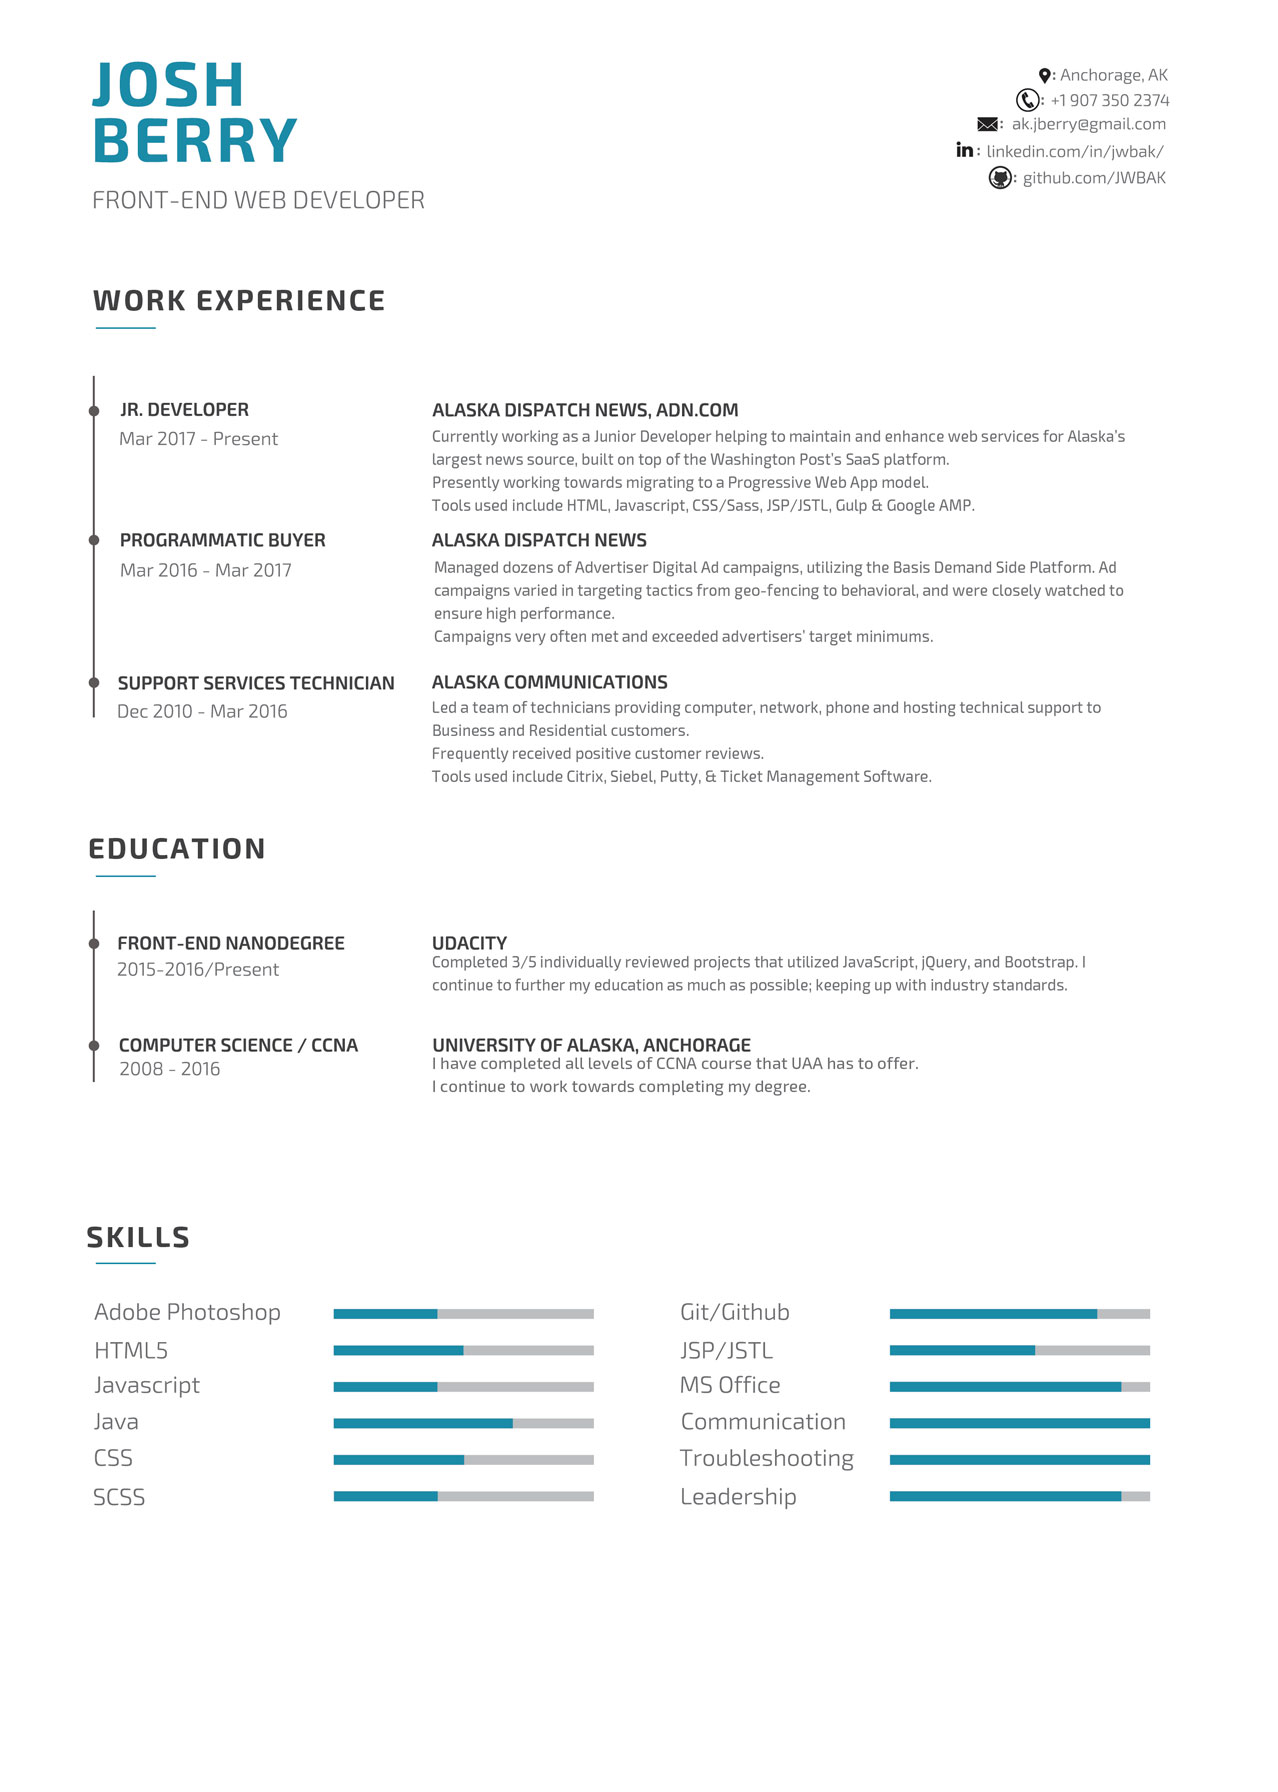 JOSH
BERRY
FRONT-END WEB DEVELOPER
: Anchorage, AK
: +1 907 350 2374
: ak.jberry@gmail.com
in : linkedin.com/in/jwbak/
: github.com/JWBAK
WORK EXPERIENCE
JR. DEVELOPER
Mar 2017 - Present
ALASKA DISPATCH NEWS, ADN.COM
Currently working as a Junior Developer helping to maintain and enhance web services for Alaska's
largest news source, built on top of the Washington Post's SaaS platform.
Presently working towards migrating to a Progressive Web App model.
Tools used include HTML, Javascript, CSS/Sass, JSP/JSTL, Gulp & Google AMP.
PROGRAMMATIC BUYER
Mar 2016 - Mar 2017
ALASKA DISPATCH NEWS
Managed dozens of Advertiser Digital Ad campaigns, utilizing the Basis Demand Side Platform. Ad
campaigns varied in targeting tactics from geo-fencing to behavioral, and were closely watched to
ensure high performance.
Campaigns very often met and exceeded advertisers' target minimums.
SUPPORT SERVICES TECHNICIAN
Dec 2010 - Mar 2016
ALASKA COMMUNICATIONS
Led a team of technicians providing computer, network, phone and hosting technical support to
Business and Residential customers.
Frequently received positive customer reviews.
Tools used include Citrix, Siebel, Putty, & Ticket Management Software.
EDUCATION
FRONT-END NANODEGREE
2015-2016/Present
UDACITY
Completed 3/5 individually reviewed projects that utilized JavaScript, jQuery, and Bootstrap. I
continue to further my education as much as possible; keeping up with industry standards.
COMPUTER SCIENCE / CCNA
2008 - 2016
UNIVERSITY OF ALASKA, ANCHORAGE
I have completed all levels of CCNA course that UAA has to offer.
I continue to work towards completing my degree.
SKILLS
Adobe Photoshop
HTML5
Javascript
Java
CSS
SCSS
Git/Github
JSP/JSTL
MS Office
Communication
Troubleshooting
Leadership